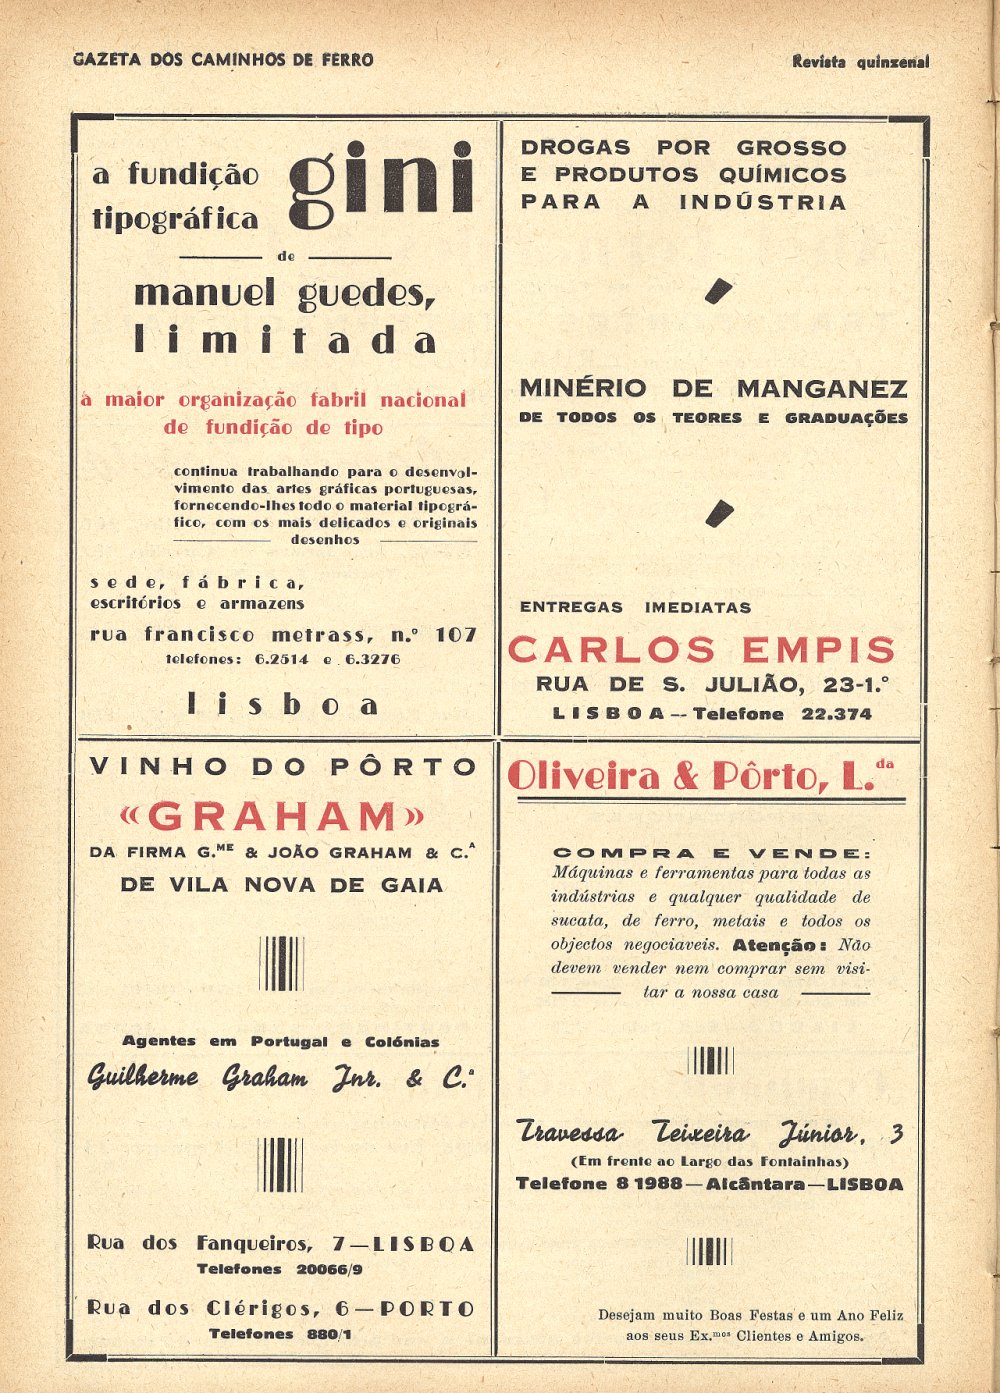 GAZETA DOS CAMINHOS DE FERRO
Revista quinzenal
a fundição gini
tipográfica
de
manuel guedes,
limitada
a maior organização fabril nacional
de fundição de tipo
continua trabalhando para o desenvol-
vimento das artes gráficas portuguesas,
fornecendo-lhes todo o material tipográ-
fico, com os mais delicados e originais
desenhos
sede, fábrica,
escritórios e armazens
rua francisco metrass, n.º 107
telefones: 6.2514 e 6.3276
lisboa
DROGAS POR GROSSO
E PRODUTOS QUÍMICOS
PARA A INDÚSTRIA
MINÉRIO DE MANGANEZ
DE TODOS OS TEORES E GRADUAÇÕES
ENTREGAS IMEDIATAS
CARLOS EMPIS
RUA DE S. JULIÃO, 23-1.º
LISBOA -- Telefone 22.374
VINHO DO PÔRTO
«GRAHAM»
DA FIRMA G.ME & JOÃO GRAHAM & C.A
DE VILA NOVA DE GAIA
Agentes em Portugal e Colónias
Guilherme Graham Jnr. & C.ª
Rua dos Fanqueiros, 7—LISBOA
Telefones 20066/9
Rua dos Clérigos, 6—PORTO
Telefones 880/1
Oliveira & Pôrto, L.da
COMPRA E VENDE:
Máquinas e ferramentas para todas as
indústrias e qualquer qualidade de
sucata, de ferro, metais e todos os
objectos negociaveis. Atenção: Não
devem vender nem comprar sem visi-
tar a nossa casa
Travessa Teixeira Júnior, 3
(Em frente ao Largo das Fontainhas)
Telefone 81988—Alcântara—LISBOA
Desejam muito Boas Festas e um Ano Feliz
aos seus Ex.mos Clientes e Amigos.